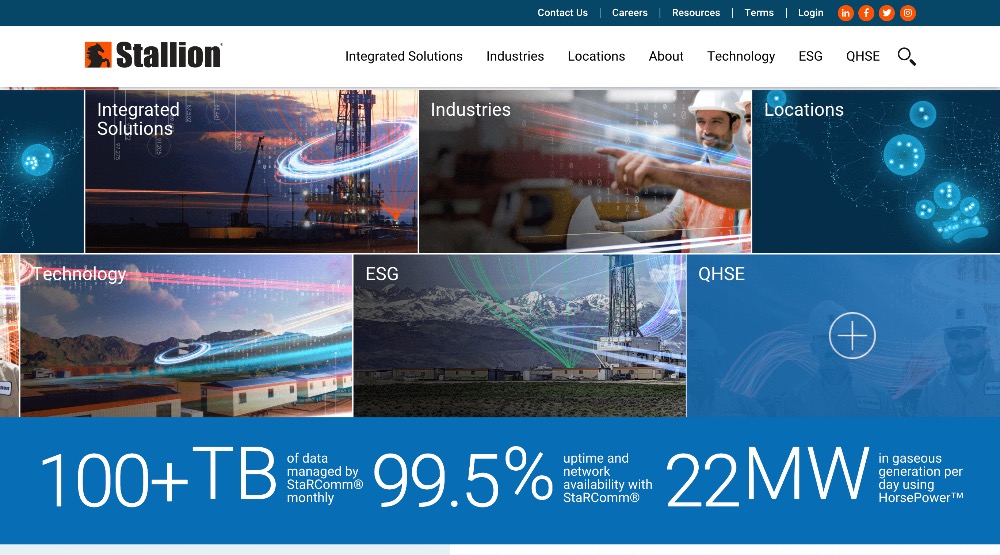 Contact Us
Careers
Resources
Terms
Login
Stallion
Integrated Solutions
Industries
Locations
About
Technology
ESG
QHSE
Integrated
Solutions
Industries
Locations
Technology
ESG
QHSE
100+TB
of data
managed by
StaRComm®
monthly
99.5%
uptime and
network
availability with
StaRComm®
22MW
in gaseous
generation per
day using
HorsePower™